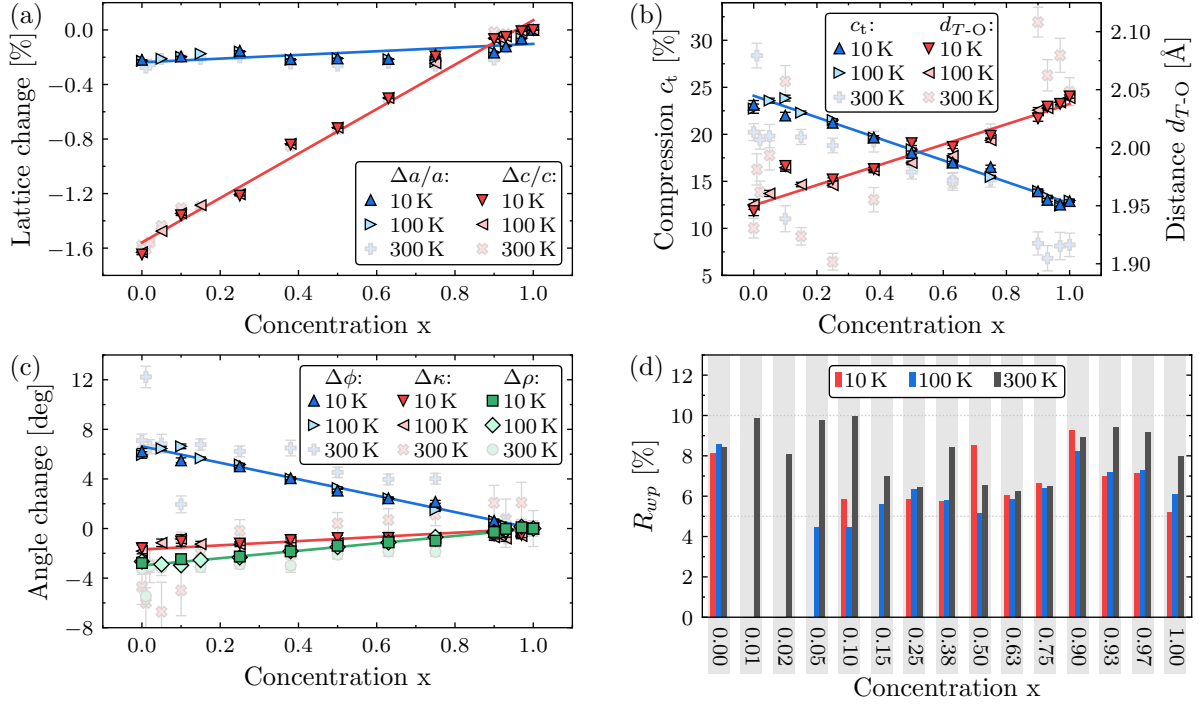 (a)
Lattice change [%]
0.0
−0.4
−0.8
−1.2
−1.6
Δa/a: Δc/c:
10 K 10 K
100 K 100 K
300 K 300 K
0.0 0.2 0.4 0.6 0.8 1.0
Concentration x
(b)
Compression cₜ [%]
30
25
20
15
10
5
cₜ: d_T-O:
10 K 10 K
100 K 100 K
300 K 300 K
2.10
2.05
2.00
1.95
1.90
Distance d_T-O [Å]
0.0 0.2 0.4 0.6 0.8 1.0
Concentration x
(c)
Angle change [deg]
12
8
4
0
−4
−8
Δϕ: Δκ: Δρ:
10 K 10 K 10 K
100 K 100 K 100 K
300 K 300 K 300 K
0.0 0.2 0.4 0.6 0.8 1.0
Concentration x
(d)
R_wp [%]
12
10
8
6
4
2
0
10 K 100 K 300 K
0.00 0.01 0.02 0.05 0.10 0.15 0.25 0.38 0.50 0.63 0.75 0.90 0.93 0.97 1.00
Concentration x